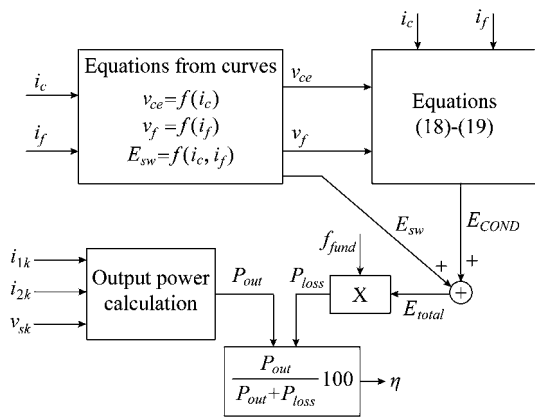 i_c i_f
Equations from curves
v_ce=f(i_c)
v_f=f(i_f)
E_sw=f(i_c, i_f)
i_c
i_f
v_ce
v_f
Equations
(18)-(19)
E_sw
E_COND
+ +
+
f_fund
i_1k
i_2k
v_sk
Output power
calculation
P_out
P_loss
X
E_total
P_out
P_out+P_loss
100
η